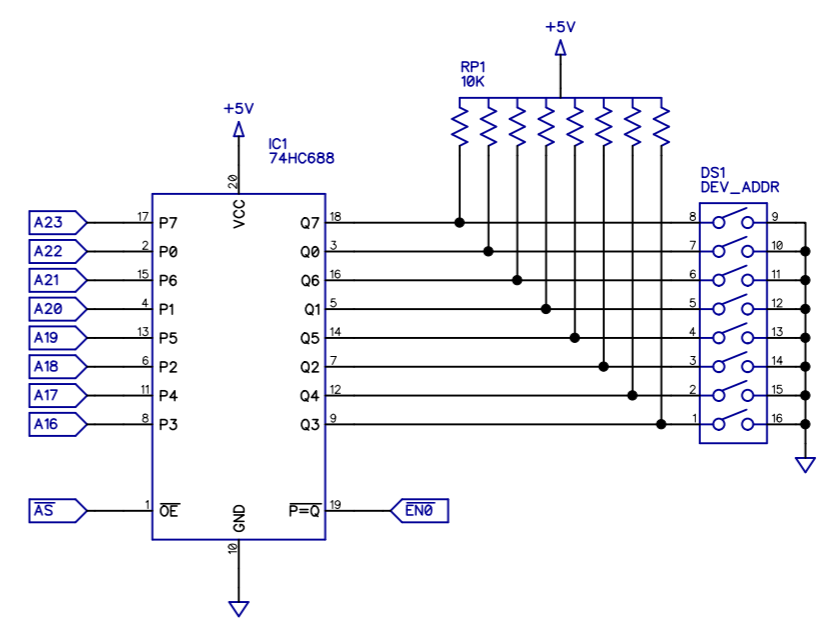 +5V
RP1
10K
+5V
IC1
74HC688
DS1
DEV_ADDR
20
VCC
A23 17 P7 Q7 18 8 9
A22 2 P0 Q0 3 7 10
A21 15 P6 Q6 16 6 11
A20 4 P1 Q1 5 5 12
A19 13 P5 Q5 14 4 13
A18 6 P2 Q2 7 3 14
A17 11 P4 Q4 12 2 15
A16 8 P3 Q3 9 1 16
A̅S̅ 1 O̅E̅ P̅=̅Q̅ 19 E̅N̅0̅
GND
10